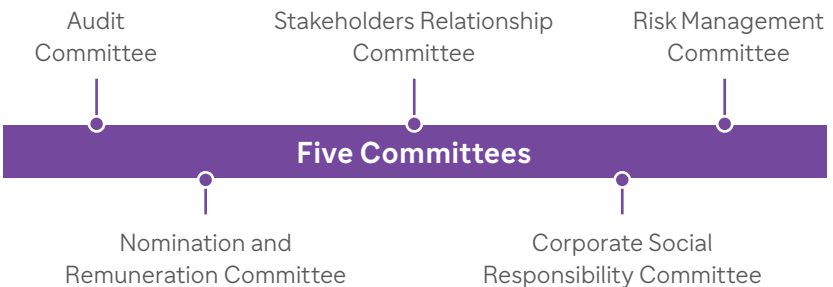 Audit
Committee
Stakeholders Relationship
Committee
Risk Management
Committee
Five Committees
Nomination and
Remuneration Committee
Corporate Social
Responsibility Committee